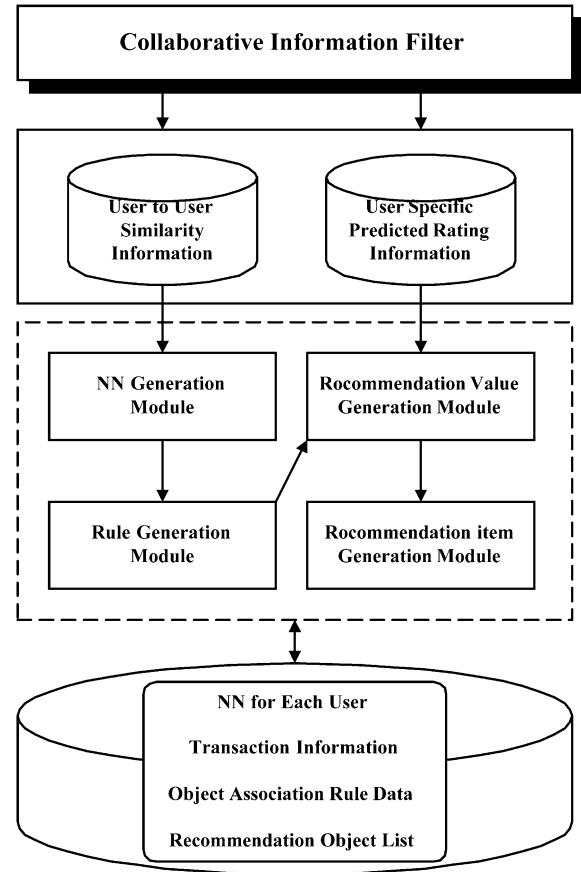 Collaborative Information Filter
User to User
Similarity
Information
User Specific
Predicted Rating
Information
NN Generation
Module
Rocommendation Value
Generation Module
Rule Generation
Module
Rocommendation item
Generation Module
NN for Each User
Transaction Information
Object Association Rule Data
Recommendation Object List